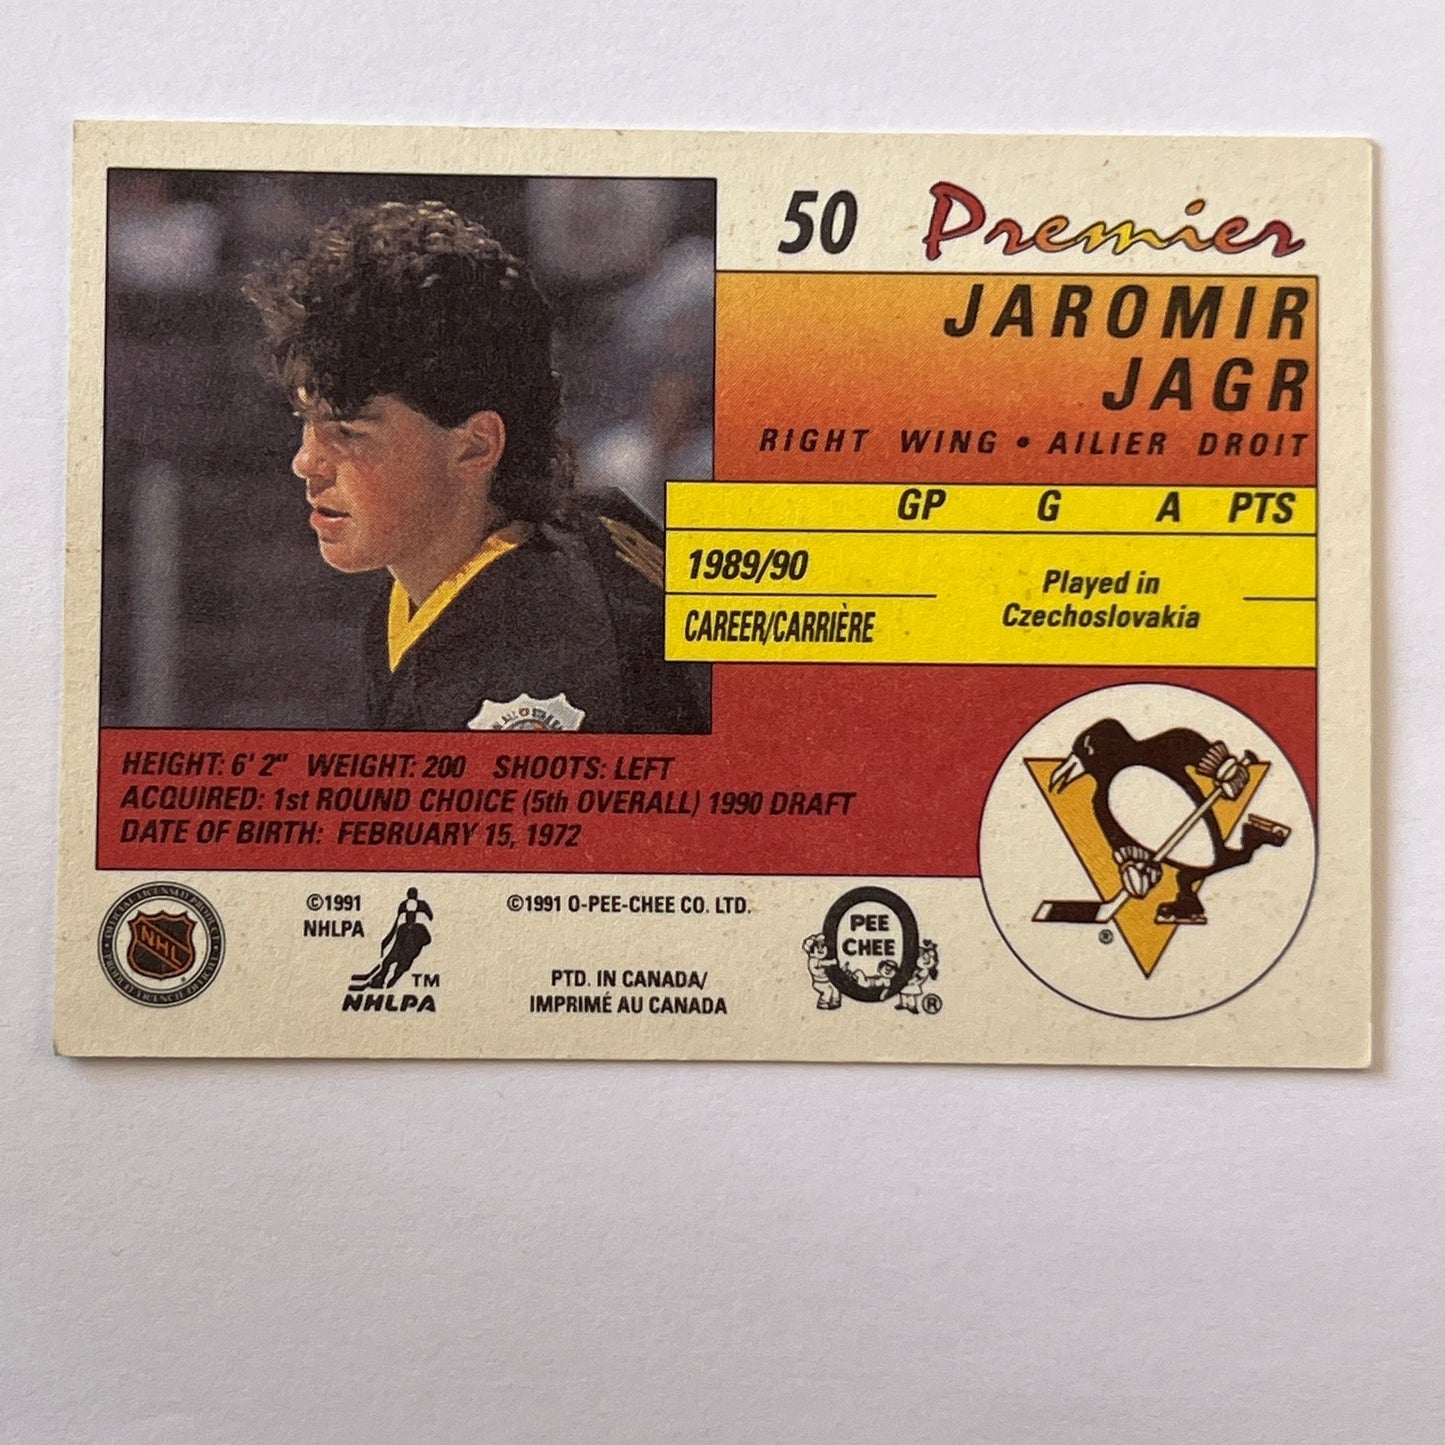 50 Premier
JAROMIR
JAGR
RIGHT WING • AILIER DROIT
GP G A PTS
1989/90
CAREER/CARRIÈRE
Played in
Czechoslovakia
HEIGHT: 6' 2" WEIGHT: 200 SHOOTS: LEFT
ACQUIRED: 1st ROUND CHOICE (5th OVERALL) 1990 DRAFT
DATE OF BIRTH: FEBRUARY 15, 1972
NHL
©1991
NHLPA
TM
NHLPA
©1991 O-PEE-CHEE CO. LTD.
PTD. IN CANADA/
IMPRIMÉ AU CANADA
PEE
CHEE
®
®